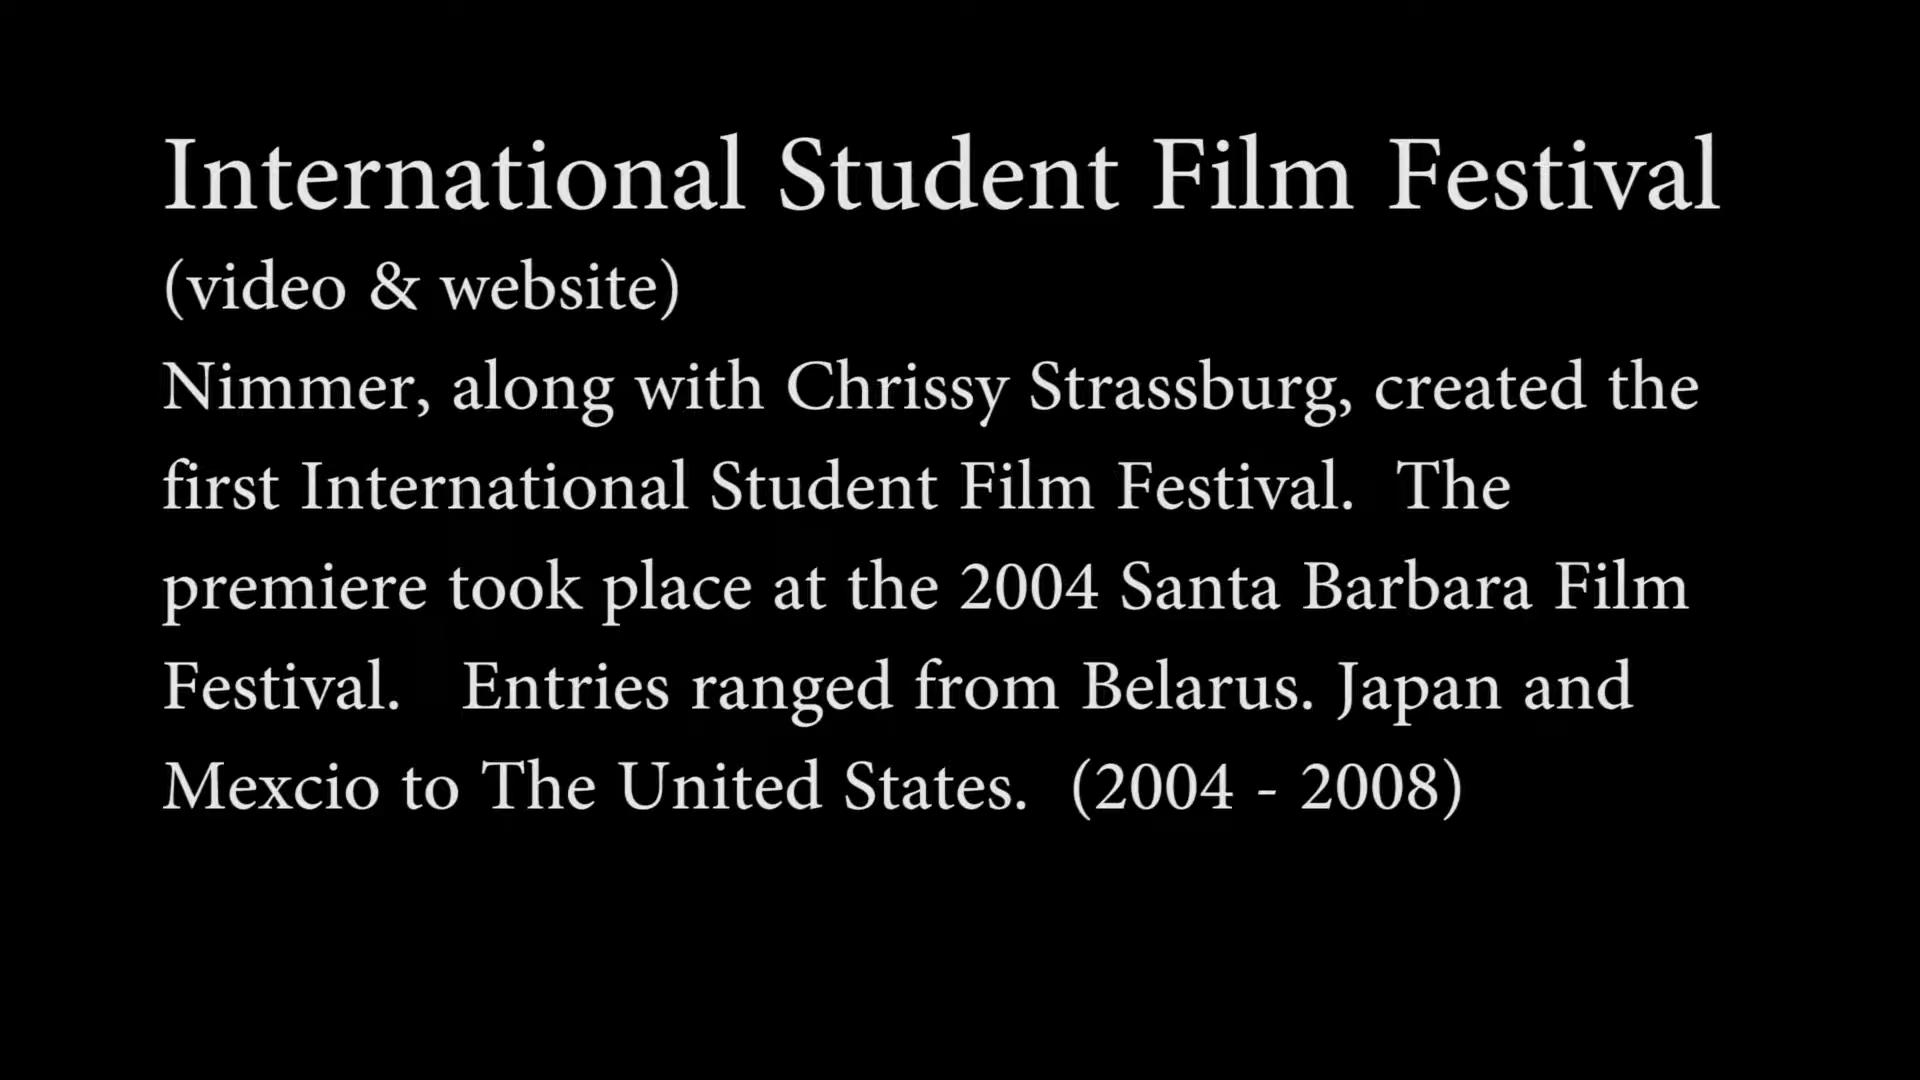 International Student Film Festival
(video & website)
Nimmer, along with Chrissy Strassburg, created the
first International Student Film Festival.  The
premiere took place at the 2004 Santa Barbara Film
Festival.   Entries ranged from Belarus. Japan and
Mexcio to The United States.  (2004 - 2008)